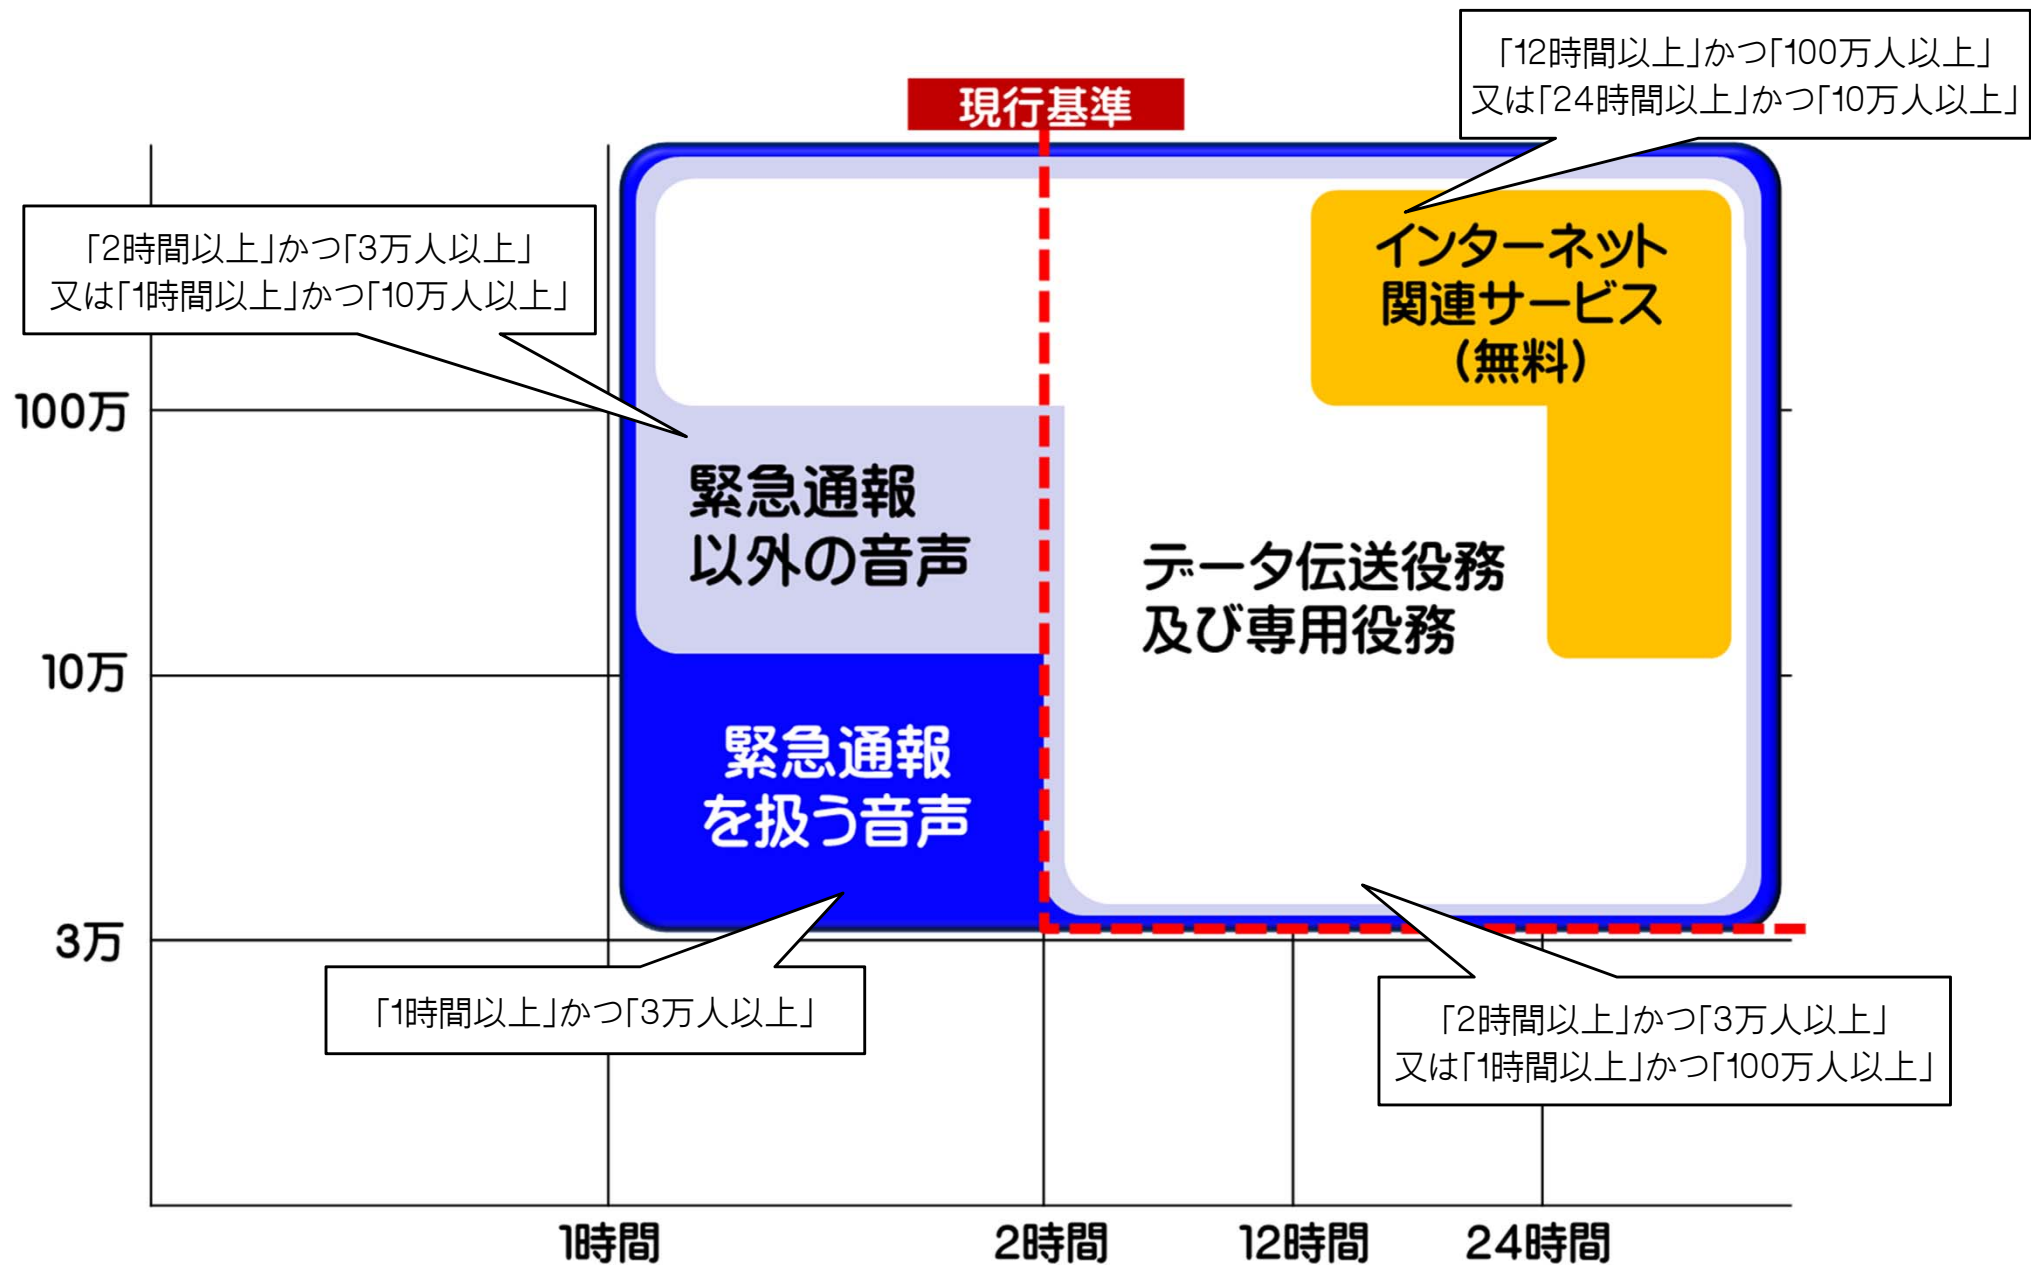 「12時間以上」かつ「100万人以上」
又は「24時間以上」かつ「10万人以上」
現行基準
「2時間以上」かつ「3万人以上」
又は「1時間以上」かつ「10万人以上」
インターネット
関連サービス
(無料)
100万
緊急通報
以外の音声
データ伝送役務
及び専用役務
10万
緊急通報
を扱う音声
3万
「1時間以上」かつ「3万人以上」
「2時間以上」かつ「3万人以上」
又は「1時間以上」かつ「100万人以上」
1時間
2時間
12時間
24時間